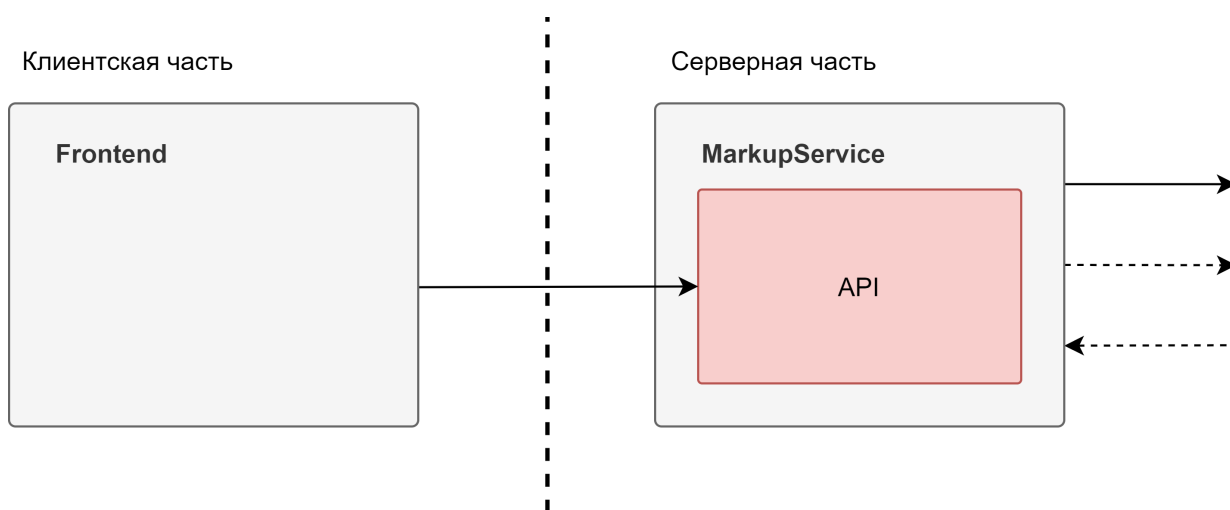 Клиентская часть
Серверная часть
Frontend
MarkupService
API